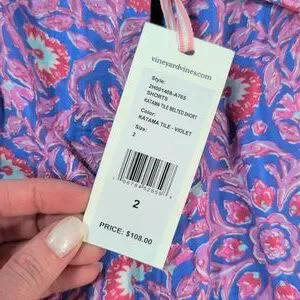 vineyardvines.com
Style:
2H001408-A765
SHORTS
KATAMA TILE BELTED SHORT
Color:
KATAMA TILE - VIOLET
Size:
2
2
PRICE: $108.00